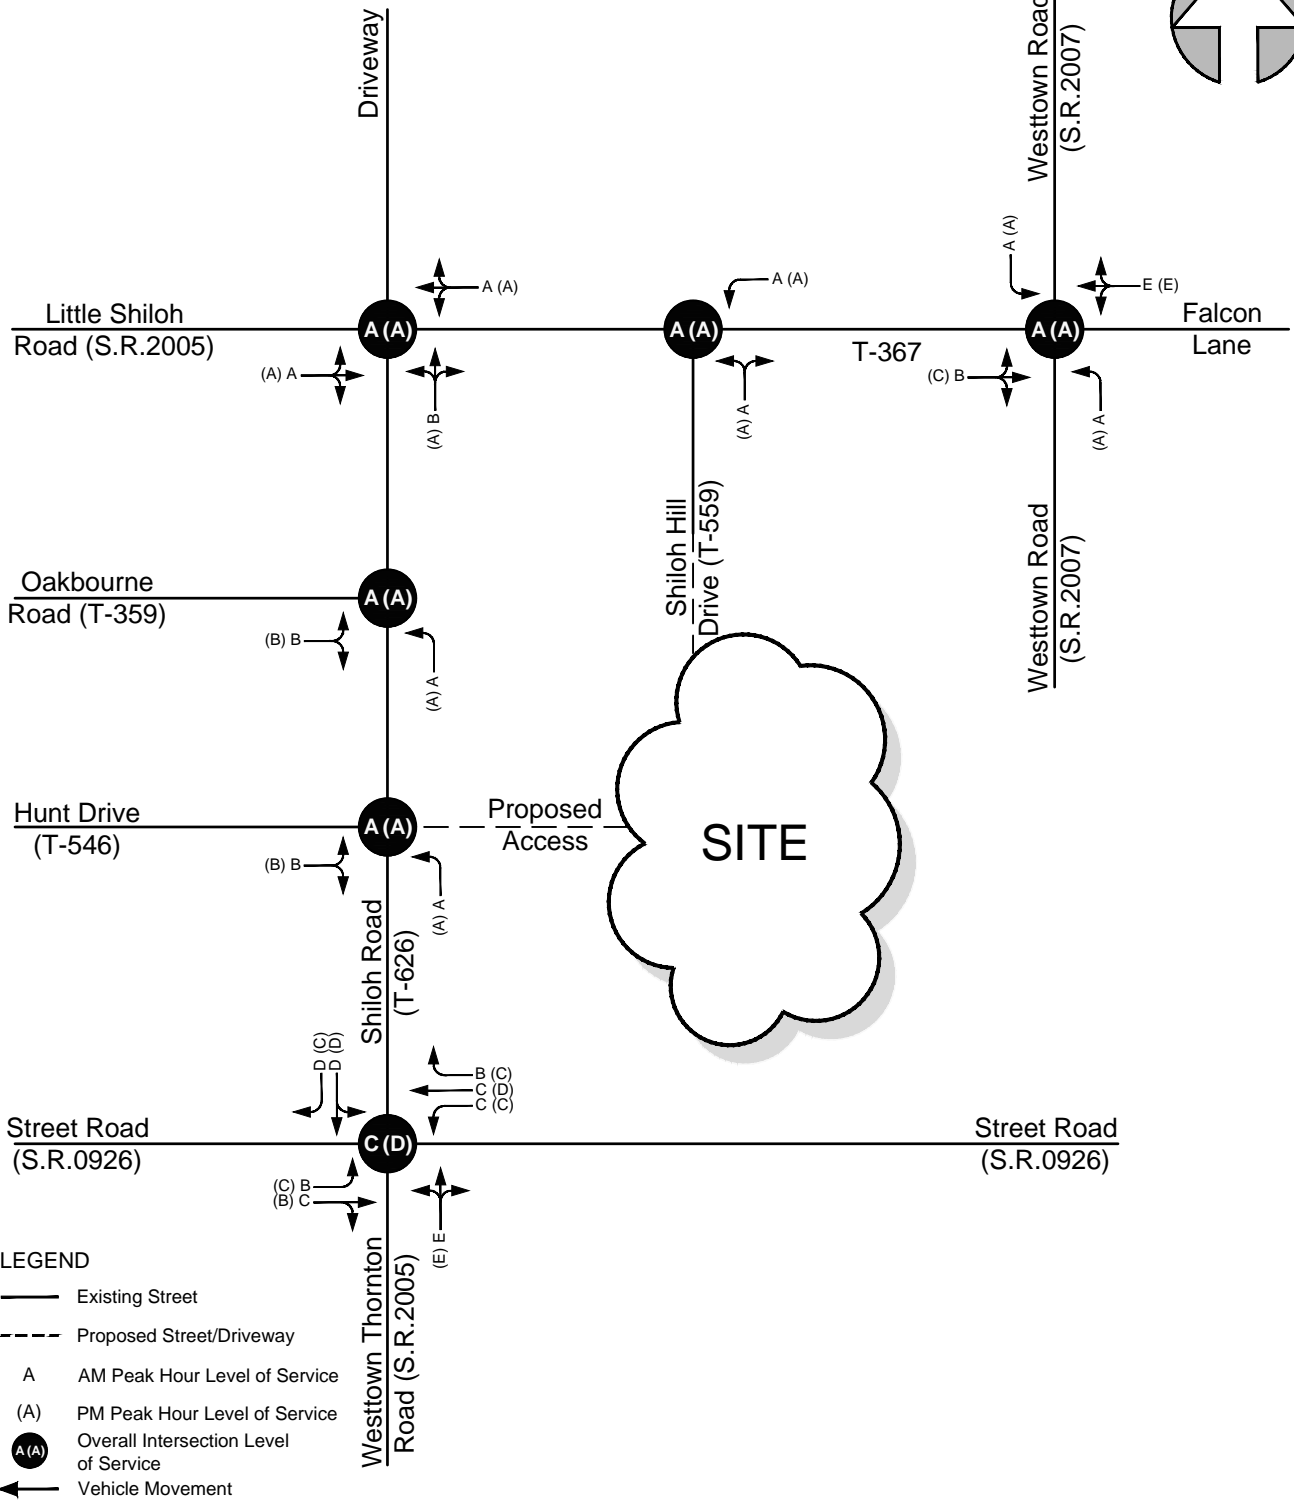 Driveway
Westtown Road
(S.R.2007)
A (A)
A (A)
A (A)
E (E)
Little Shiloh
Road (S.R.2005)
A (A)
A (A)
A (A)
Falcon
Lane
T-367
(A) A
(A) B
(A) A
(C) B
(A) A
Shiloh Hill
Drive (T-559)
Westtown Road
(S.R.2007)
Oakbourne
Road (T-359)
A (A)
(B) B
(A) A
Hunt Drive
(T-546)
A (A)
Proposed
Access
SITE
(B) B
(A) A
Shiloh Road
(T-626)
D (C)
D (D)
B (C)
C (D)
C (C)
Street Road
(S.R.0926)
C (D)
Street Road
(S.R.0926)
(C) B
(B) C
(E) E
Westtown Thornton
Road (S.R.2005)
LEGEND
Existing Street
Proposed Street/Driveway
A AM Peak Hour Level of Service
(A) PM Peak Hour Level of Service
A (A) Overall Intersection Level
of Service
Vehicle Movement